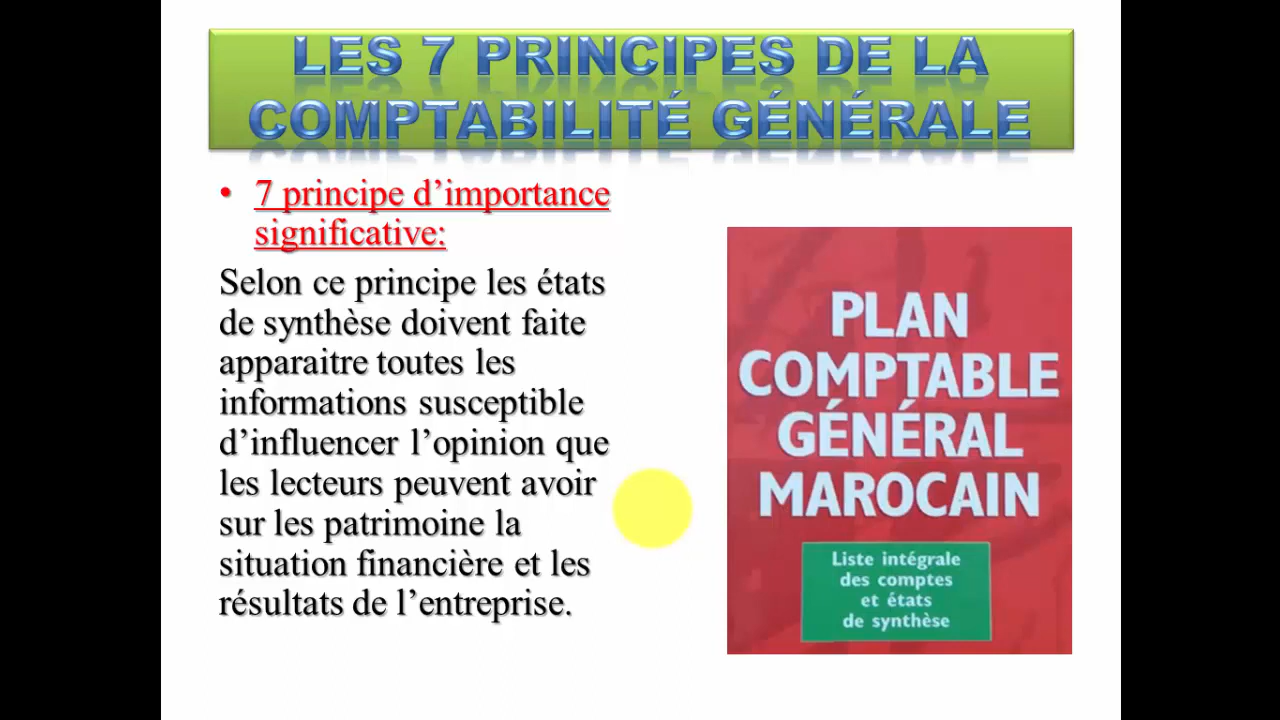 LES 7 PRINCIPES DE LA
COMPTABILITÉ GÉNÉRALE
• 7 principe d’importance
significative:
Selon ce principe les états
de synthèse doivent faite
apparaitre toutes les
informations susceptible
d’influencer l’opinion que
les lecteurs peuvent avoir
sur les patrimoine la
situation financière et les
résultats de l’entreprise.
PLAN
COMPTABLE
GÉNÉRAL
MAROCAIN
Liste intégrale
des comptes
et états
de synthèse